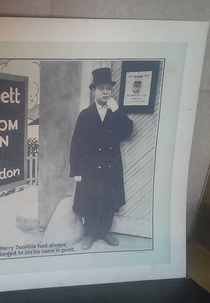 ett
OM
N
don
Harry Doolittle had always
longed to see his name in print.